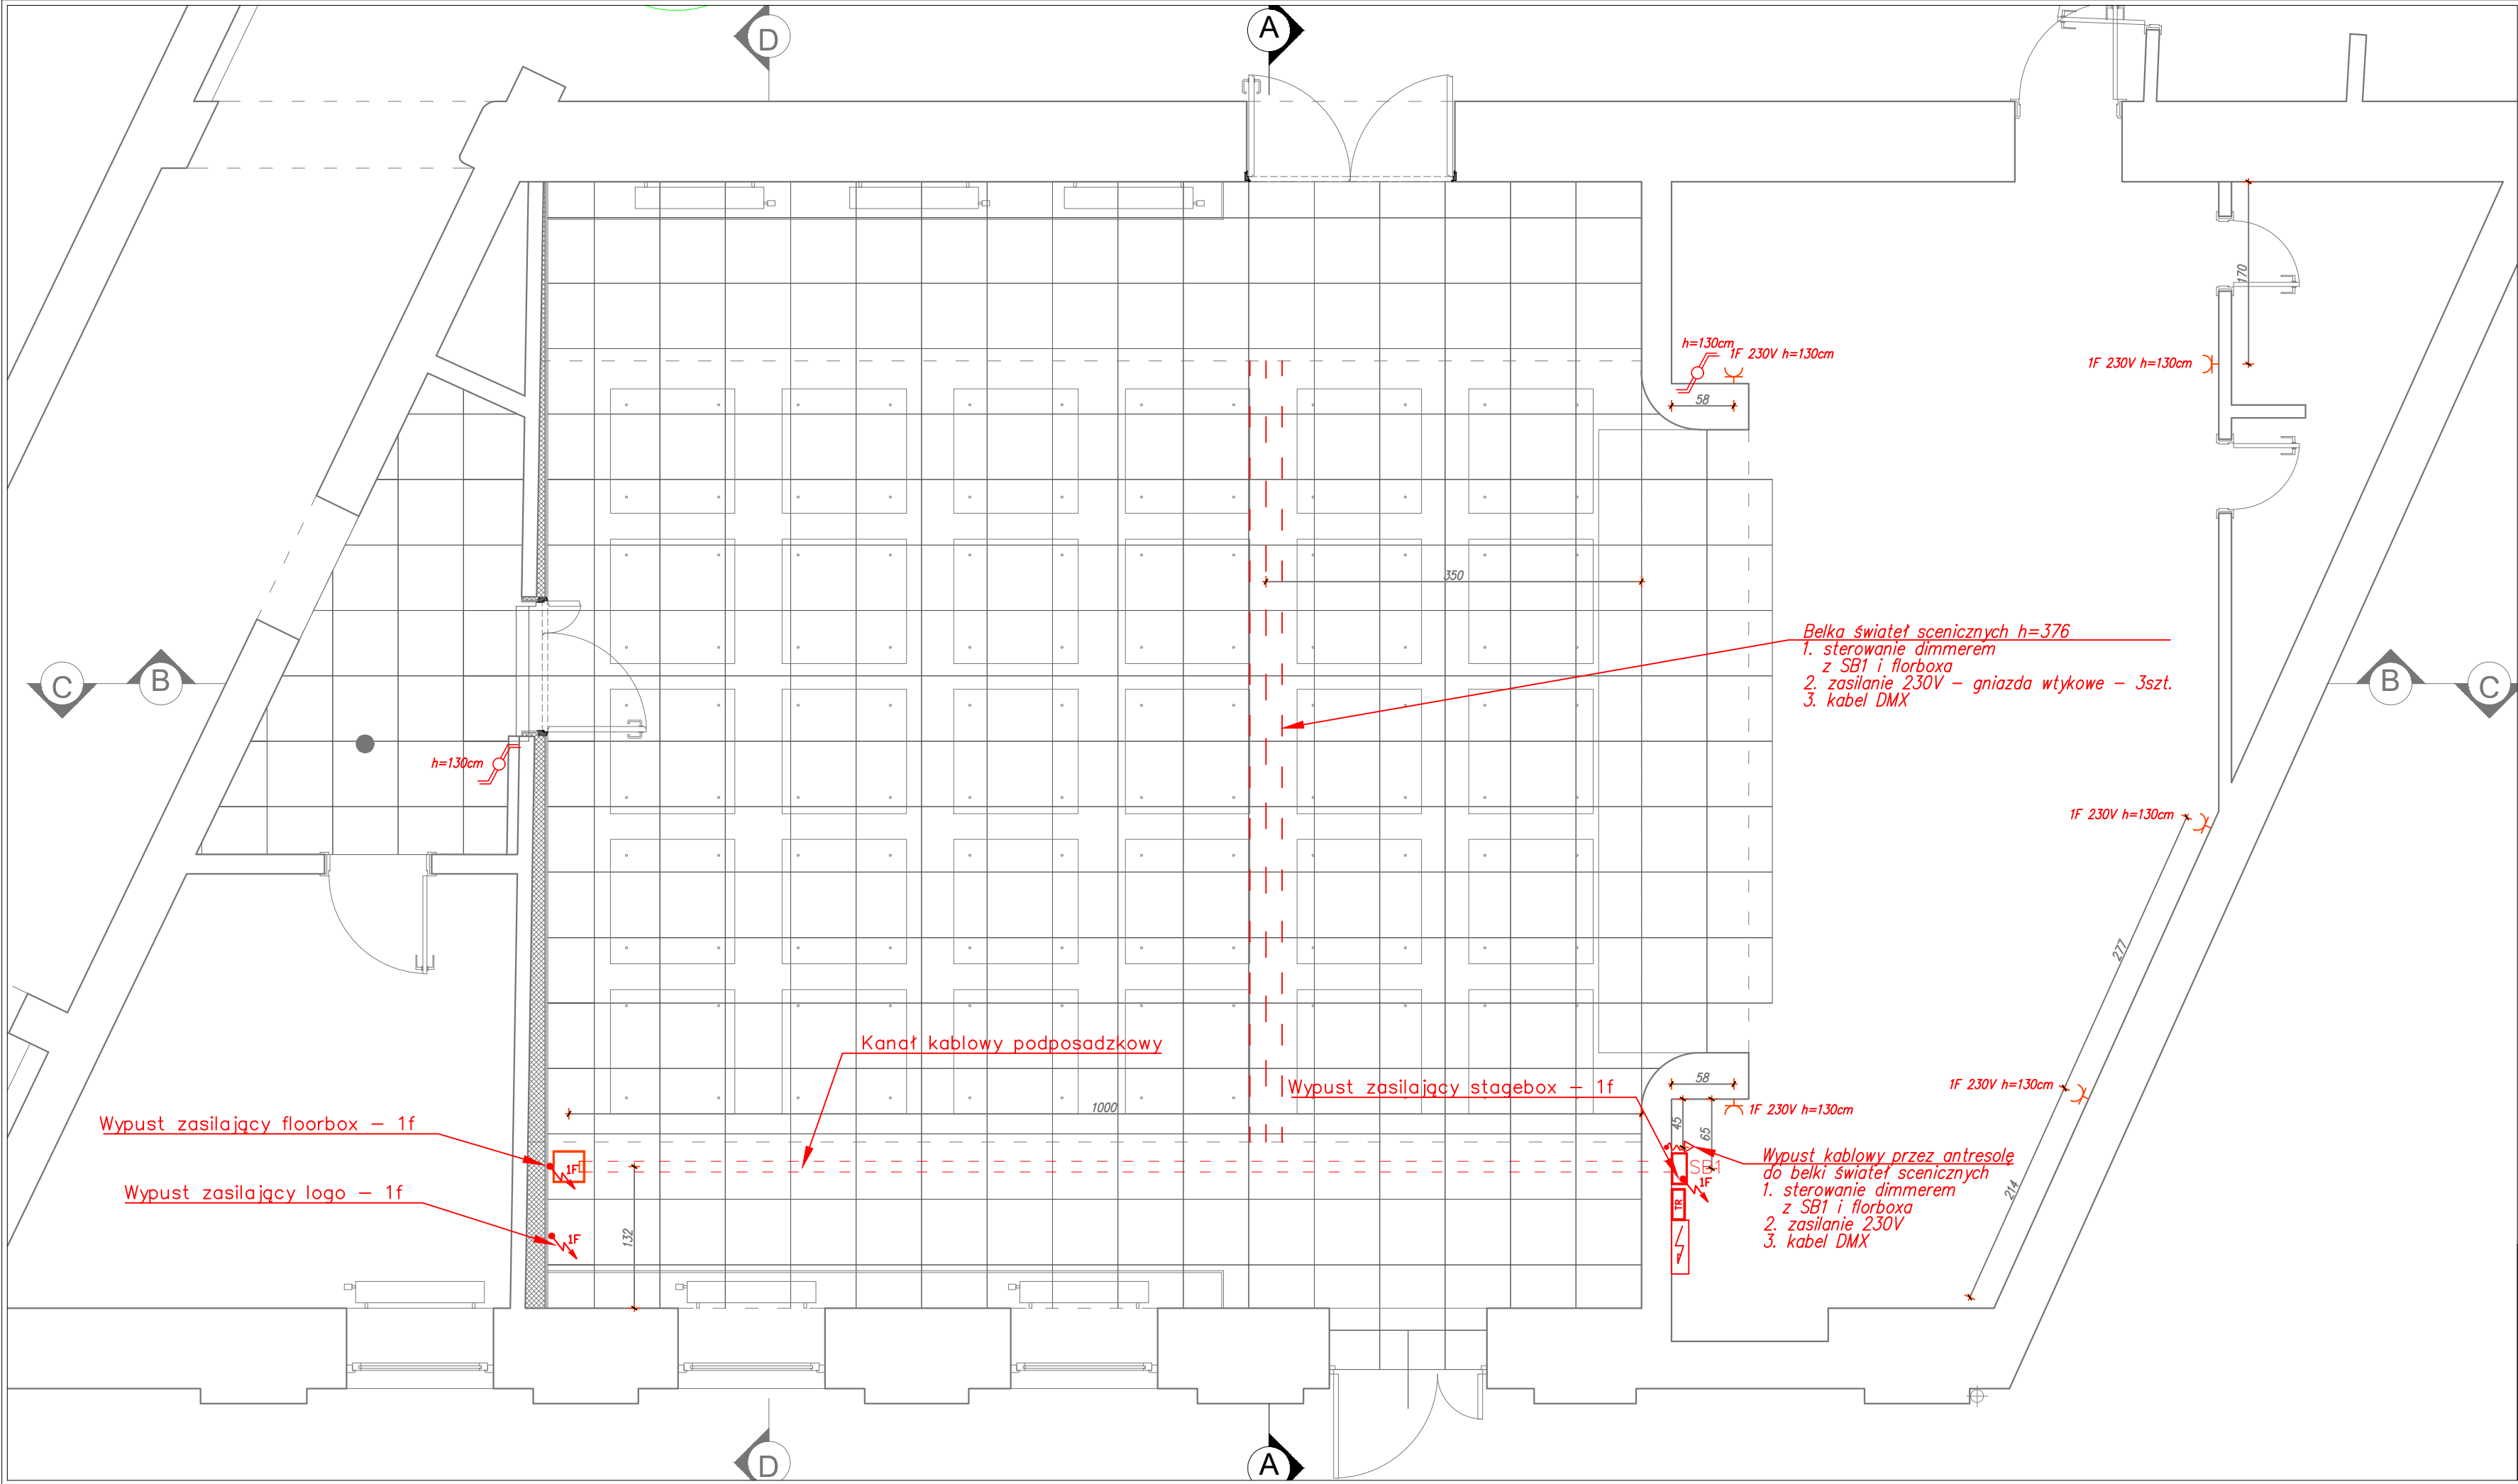 D
A
170
h=130cm
1F 230V h=130cm
58
1F 230V h=130cm
350
Belka świateł scenicznych h=376
1. sterowanie dimmerem
z SB1 i florboxa
2. zasilanie 230V – gniazda wtykowe – 3szt.
3. kabel DMX
C
B
B
C
h=130cm
1F 230V h=130cm
277
Kanał kablowy podposadzkowy
Wypust zasilający stagebox – 1f
58
1F 230V h=130cm
1000
1F 230V h=130cm
Wypust zasilający floorbox – 1f
45
65
1F
SB1
Wypust kablowy przez antresolę
do belki świateł scenicznych
1. sterowanie dimmerem
z SB1 i florboxa
2. zasilanie 230V
3. kabel DMX
1F
TR
214
Wypust zasilający logo – 1f
1F
132
D
A